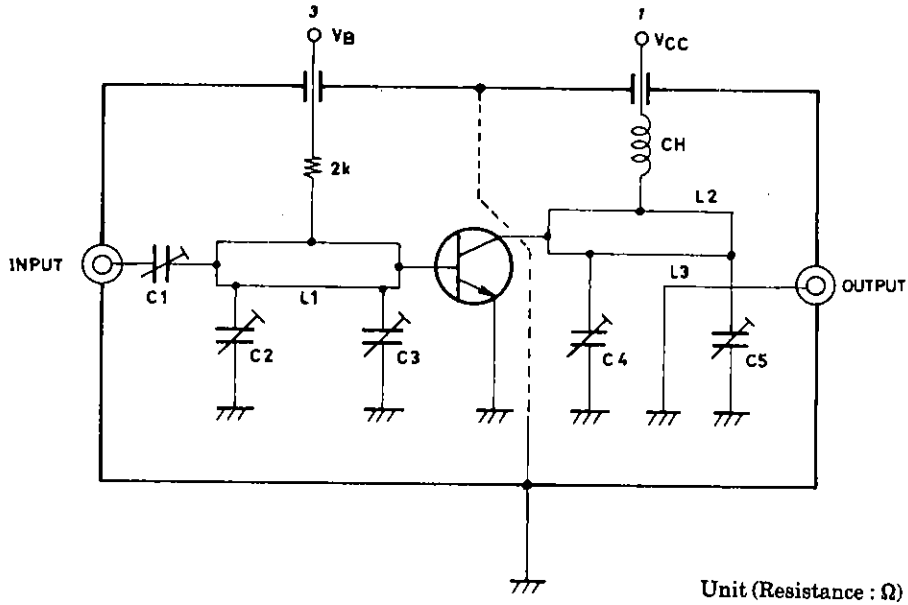 3
1
VB
VCC
CH
2k
L2
INPUT
C1
L1
L3
OUTPUT
C2
C3
C4
C5
Unit (Resistance : Ω)